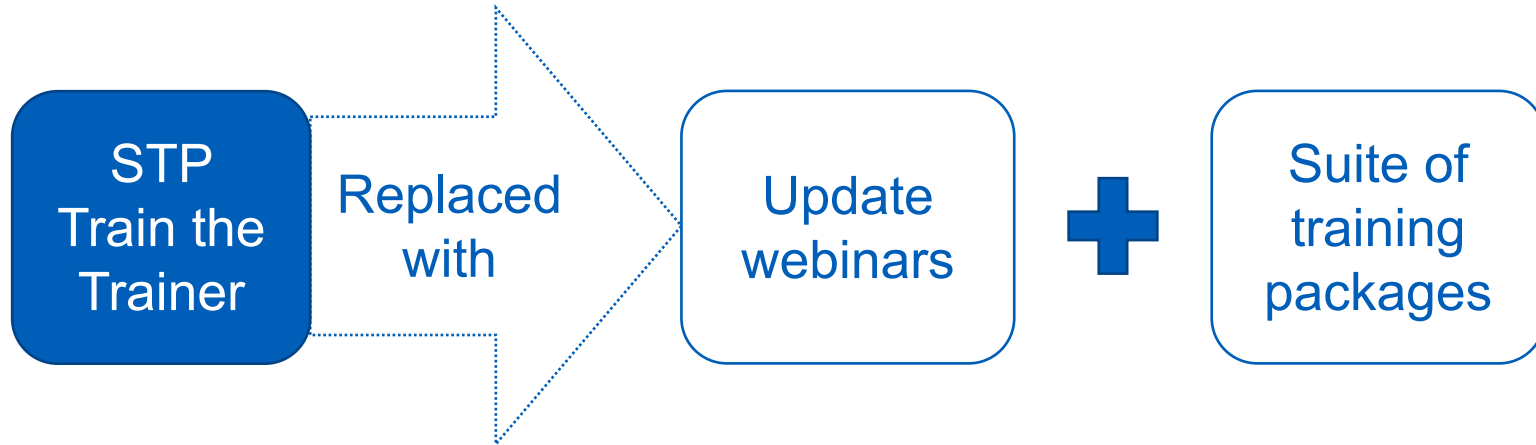 STP
Train the
Trainer
Replaced
with
Update
webinars
Suite of
training
packages